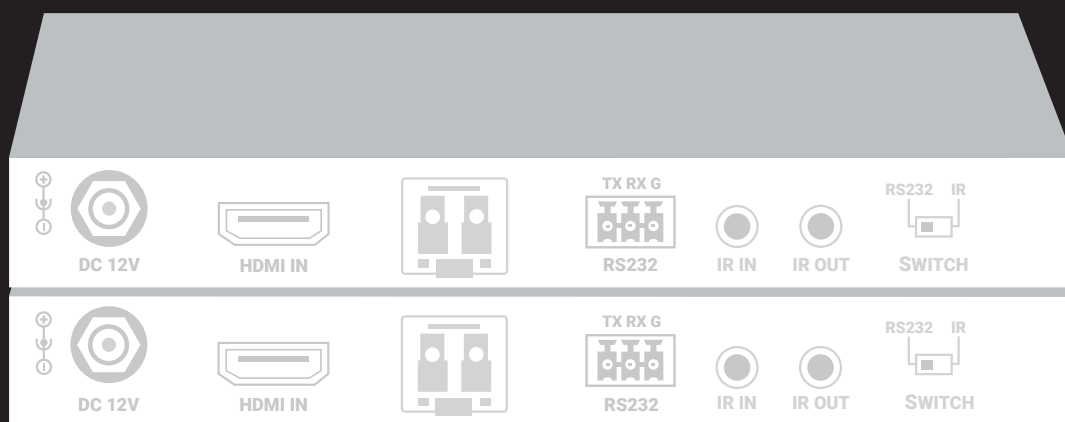 TX RX G
RS232 IR
DC 12V HDMI IN RS232 IR IN IR OUT SWITCH
TX RX G
RS232 IR
DC 12V HDMI IN RS232 IR IN IR OUT SWITCH